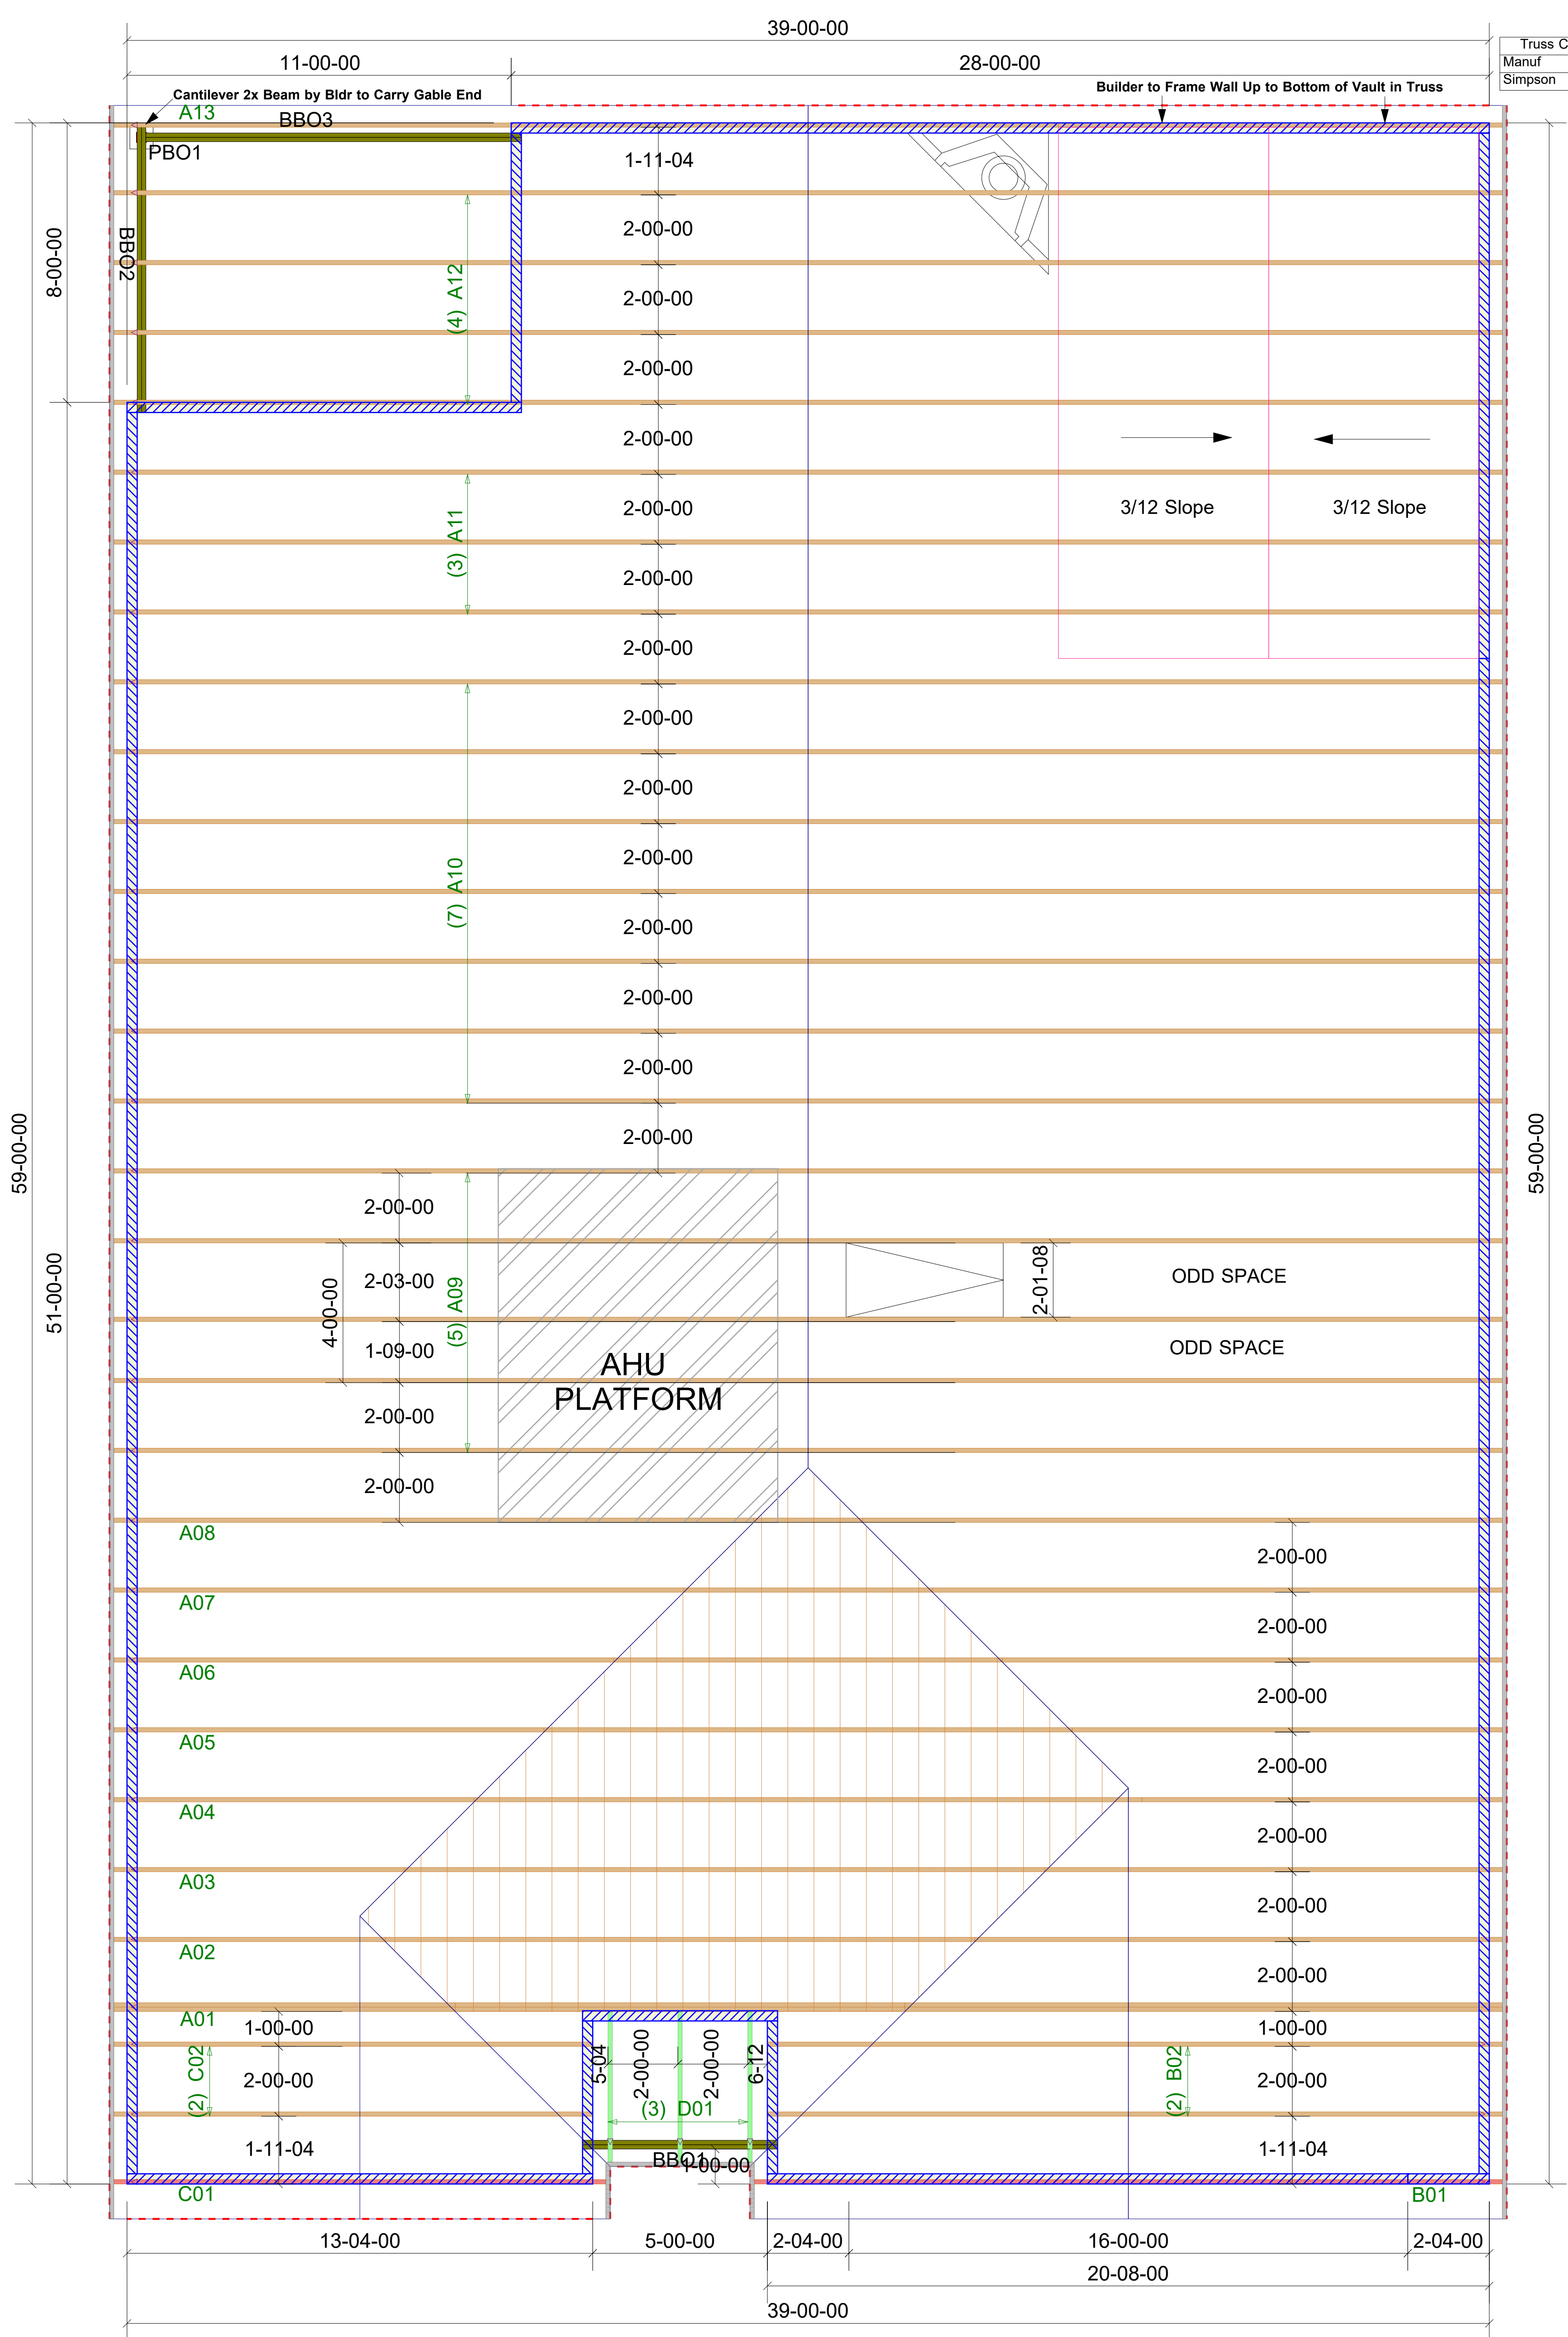 39-00-00
11-00-00
28-00-00
Truss C
Manuf
Simpson
Cantilever 2x Beam by Bldr to Carry Gable End
Builder to Frame Wall Up to Bottom of Vault in Truss
A13
BBO3
PBO1
BBO2
8-00-00
1-11-04
2-00-00
(4) A12
2-00-00
2-00-00
2-00-00
2-00-00
3/12 Slope
3/12 Slope
2-00-00
(3) A11
2-00-00
2-00-00
2-00-00
2-00-00
(7) A10
2-00-00
2-00-00
2-00-00
2-00-00
2-00-00
59-00-00
59-00-00
51-00-00
2-00-00
2-03-00
4-00-00
(5) A09
1-09-00
2-01-08
ODD SPACE
ODD SPACE
AHU
PLATFORM
2-00-00
2-00-00
A08
2-00-00
A07
2-00-00
A06
2-00-00
A05
2-00-00
A04
2-00-00
A03
2-00-00
A02
2-00-00
A01
1-00-00
1-00-00
(2) C02
2-00-00
5-04
2-00-00
2-00-00
6-12
(3) D01
(2) B02
2-00-00
1-11-04
BBO1
1-00-00
1-11-04
C01
B01
13-04-00
5-00-00
2-04-00
16-00-00
2-04-00
20-08-00
39-00-00